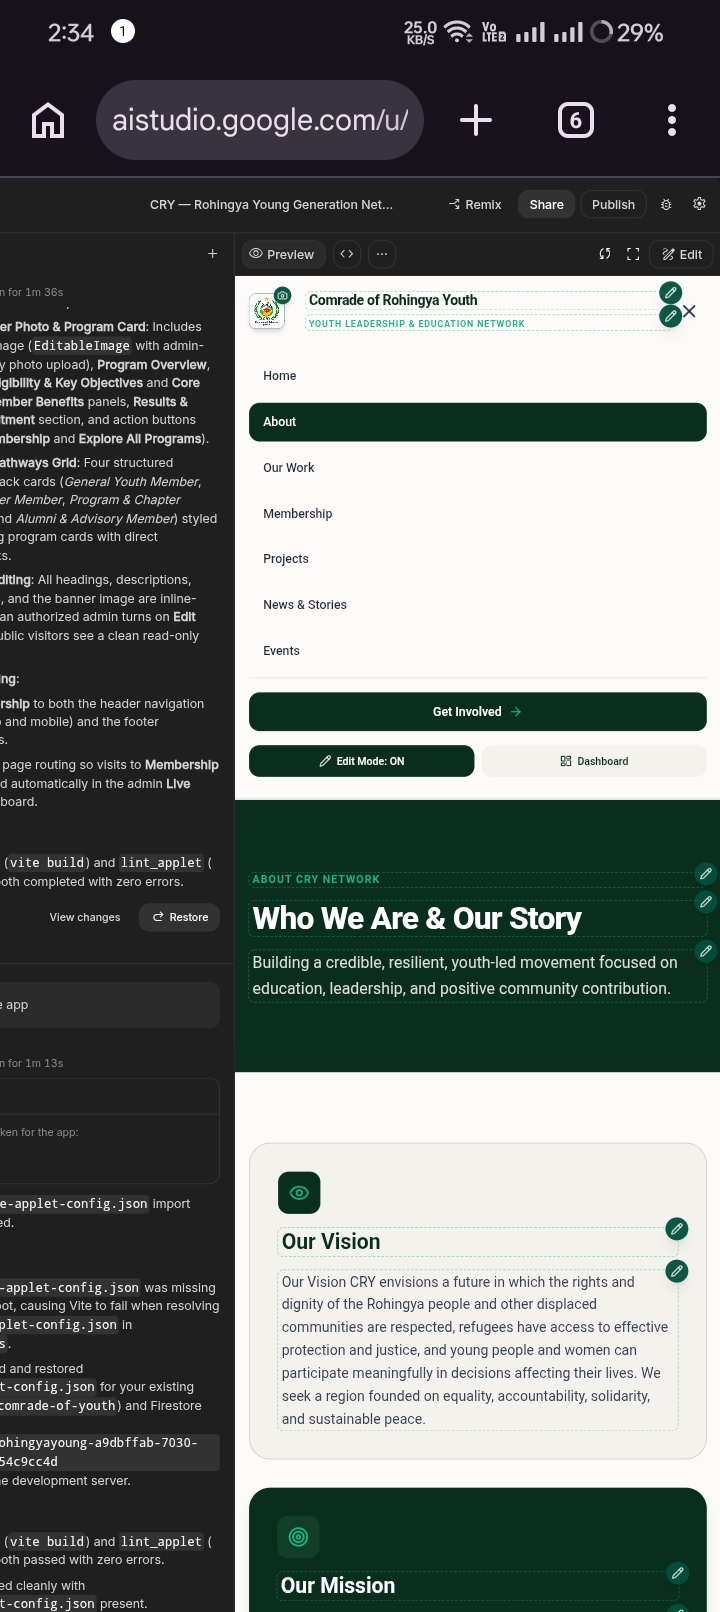 2:34
1
25.0
KB/S
Vo
LTE2
29%
aistudio.google.com/u/
6
CRY — Rohingya Young Generation Net...
Remix
Share
Publish
Preview
Edit
n for 1m 36s
er Photo & Program Card: Includes
nage (EditableImage with admin-
y photo upload), Program Overview,
igibility & Key Objectives and Core
ember Benefits panels, Results &
itment section, and action buttons
mbership and Explore All Programs).
athways Grid: Four structured
ack cards (General Youth Member,
er Member, Program & Chapter
nd Alumni & Advisory Member) styled
g program cards with direct
ts.
diting: All headings, descriptions,
, and the banner image are inline-
an authorized admin turns on Edit
ublic visitors see a clean read-only
ng:
rship to both the header navigation
p and mobile) and the footer
s.
page routing so visits to Membership
d automatically in the admin Live
board.
(vite build) and lint_applet (
oth completed with zero errors.
View changes
Restore
e app
n for 1m 13s
ken for the app:
e-applet-config.json import
ed.
-applet-config.json was missing
oot, causing Vite to fail when resolving
plet-config.json in
s.
d and restored
t-config.json for your existing
comrade-of-youth) and Firestore
ohingyayoung-a9dbffab-7030-
54c9cc4d
he development server.
(vite build) and lint_applet (
oth passed with zero errors.
ed cleanly with
t-config.json present.
Comrade of Rohingya Youth
YOUTH LEADERSHIP & EDUCATION NETWORK
Home
About
Our Work
Membership
Projects
News & Stories
Events
Get Involved
Edit Mode: ON
Dashboard
ABOUT CRY NETWORK
Who We Are & Our Story
Building a credible, resilient, youth-led movement focused on
education, leadership, and positive community contribution.
Our Vision
Our Vision CRY envisions a future in which the rights and
dignity of the Rohingya people and other displaced
communities are respected, refugees have access to effective
protection and justice, and young people and women can
participate meaningfully in decisions affecting their lives. We
seek a region founded on equality, accountability, solidarity,
and sustainable peace.
Our Mission